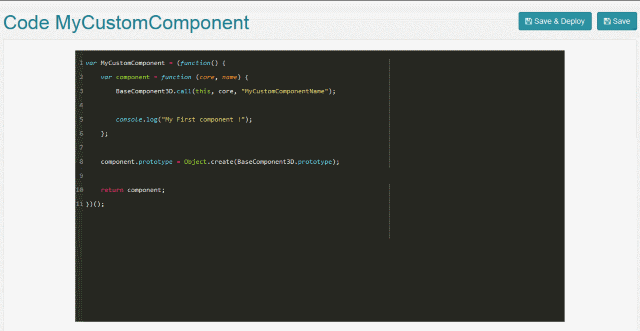 Code MyCustomComponent
Save & Deploy
Save
1 var MyCustomComponent = (function() {
2 var component = function (core, name) {
3 BaseComponent3D.call(this, core, "MyCustomComponentName");
4
5 console.log("My First component !");
6 };
7
8 component.prototype = Object.create(BaseComponent3D.prototype);
9
10 return component;
11 })();